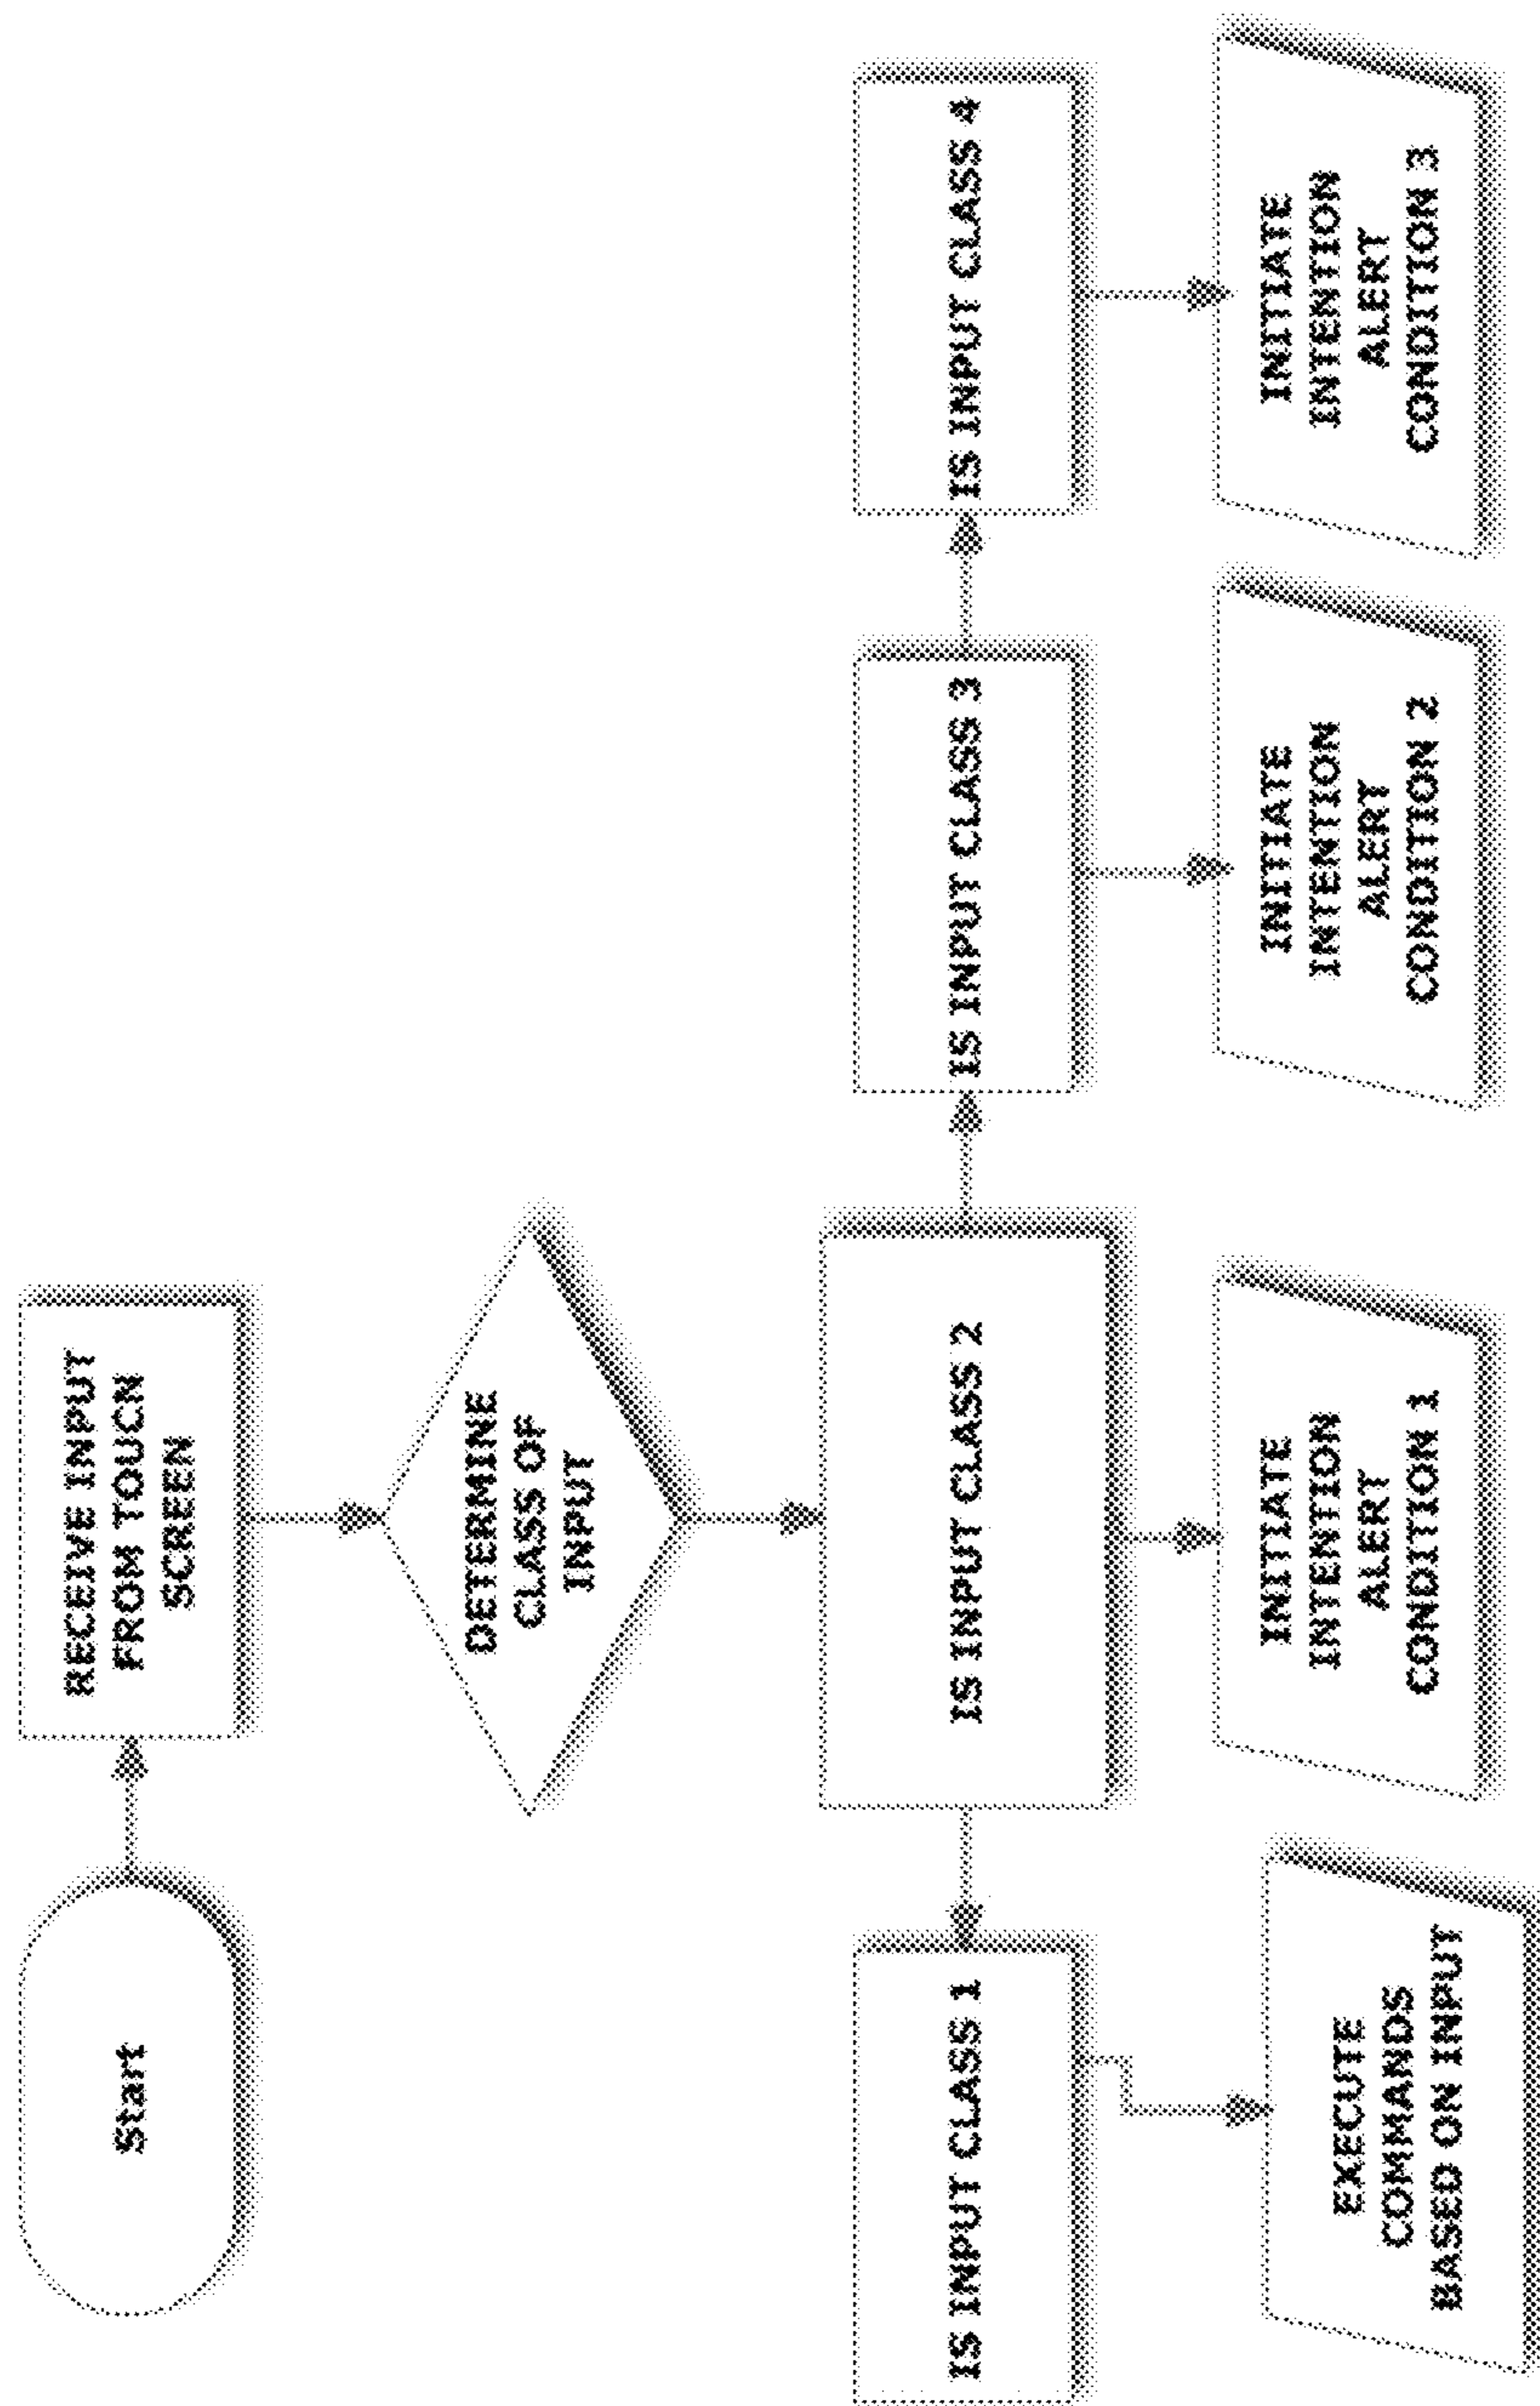 Start
RECEIVE INPUT
FROM TOUCN
SCREEN
DETERMINE
CLASS OF
INPUT
IS INPUT CLASS 1
IS INPUT CLASS 2
IS INPUT CLASS 3
IS INPUT CLASS 4
EXECUTE
COMMANDS
BASED ON INPUT
INITIATE
INTENTION
ALERT
CONDITION 1
INITIATE
INTENTION
ALERT
CONDITION 2
INITIATE
INTENTION
ALERT
CONDITION 3